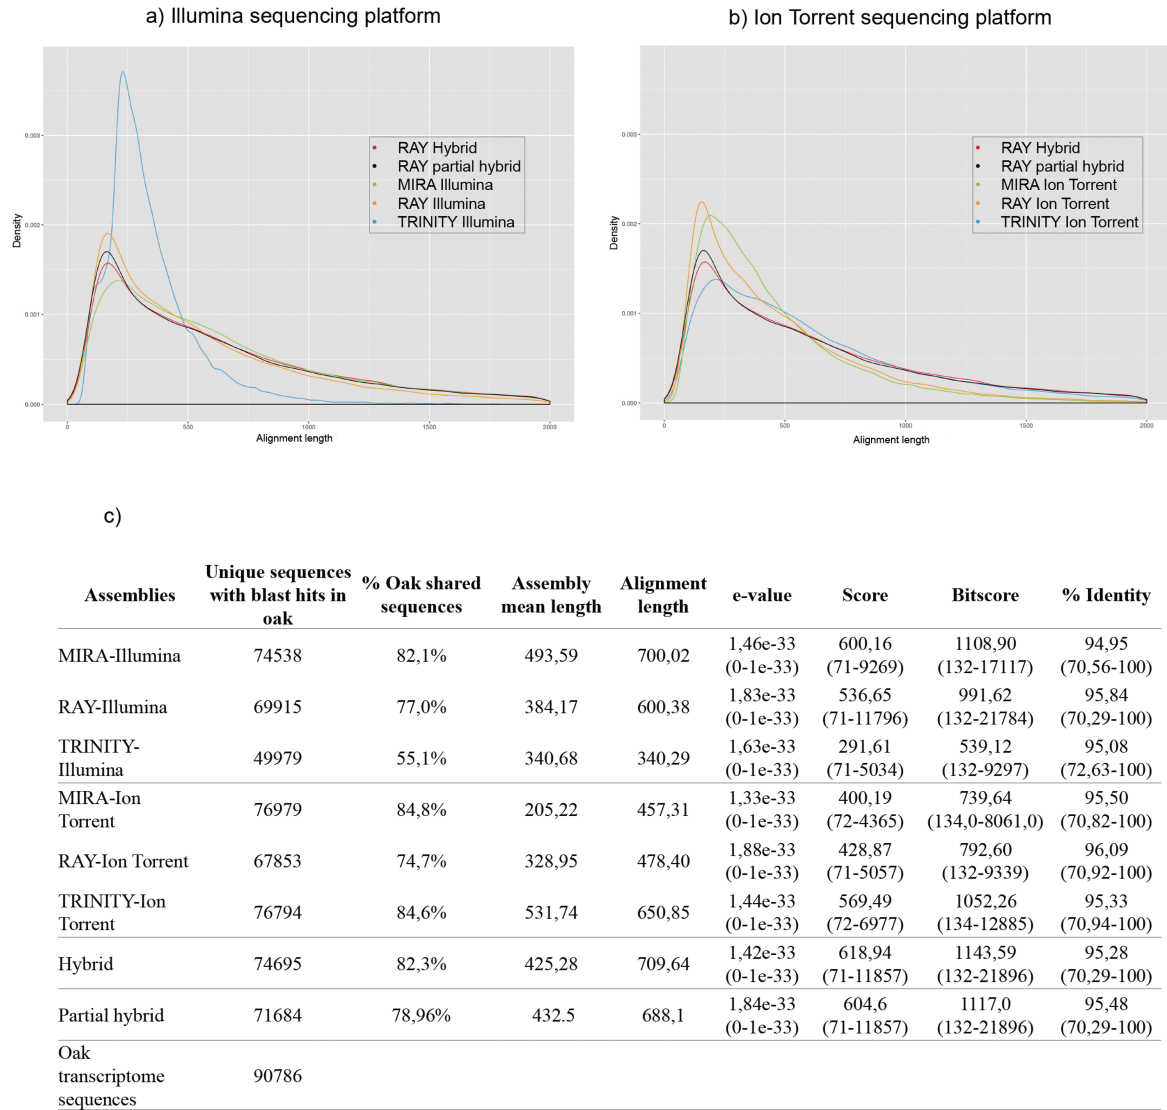 a) Illumina sequencing platform
0.003
0.002
0.001
0.000
Density
RAY Hybrid
RAY partial hybrid
MIRA Illumina
RAY Illumina
TRINITY Illumina
0
500
1000
1500
2000
Alignment length
b) Ion Torrent sequencing platform
0.003
0.002
0.001
0.000
Density
RAY Hybrid
RAY partial hybrid
MIRA Ion Torrent
RAY Ion Torrent
TRINITY Ion Torrent
0
500
1000
1500
2000
Alignment length
c)
Assemblies
Unique sequences
with blast hits in
oak
% Oak shared
sequences
Assembly
mean length
Alignment
length
e-value
Score
Bitscore
% Identity
MIRA-Illumina
74538
82,1%
493,59
700,02
1,46e-33
(0-1e-33)
600,16
(71-9269)
1108,90
(132-17117)
94,95
(70,56-100)
RAY-Illumina
69915
77,0%
384,17
600,38
1,83e-33
(0-1e-33)
536,65
(71-11796)
991,62
(132-21784)
95,84
(70,29-100)
TRINITY-
Illumina
49979
55,1%
340,68
340,29
1,63e-33
(0-1e-33)
291,61
(71-5034)
539,12
(132-9297)
95,08
(72,63-100)
MIRA-Ion
Torrent
76979
84,8%
205,22
457,31
1,33e-33
(0-1e-33)
400,19
(72-4365)
739,64
(134,0-8061,0)
95,50
(70,82-100)
RAY-Ion Torrent
67853
74,7%
328,95
478,40
1,88e-33
(0-1e-33)
428,87
(71-5057)
792,60
(132-9339)
96,09
(70,92-100)
TRINITY-Ion
Torrent
76794
84,6%
531,74
650,85
1,44e-33
(0-1e-33)
569,49
(72-6977)
1052,26
(134-12885)
95,33
(70,94-100)
Hybrid
74695
82,3%
425,28
709,64
1,42e-33
(0-1e-33)
618,94
(71-11857)
1143,59
(132-21896)
95,28
(70,29-100)
Partial hybrid
71684
78,96%
432.5
688,1
1,84e-33
(0-1e-33)
604,6
(71-11857)
1117,0
(132-21896)
95,48
(70,29-100)
Oak
transcriptome
sequences
90786